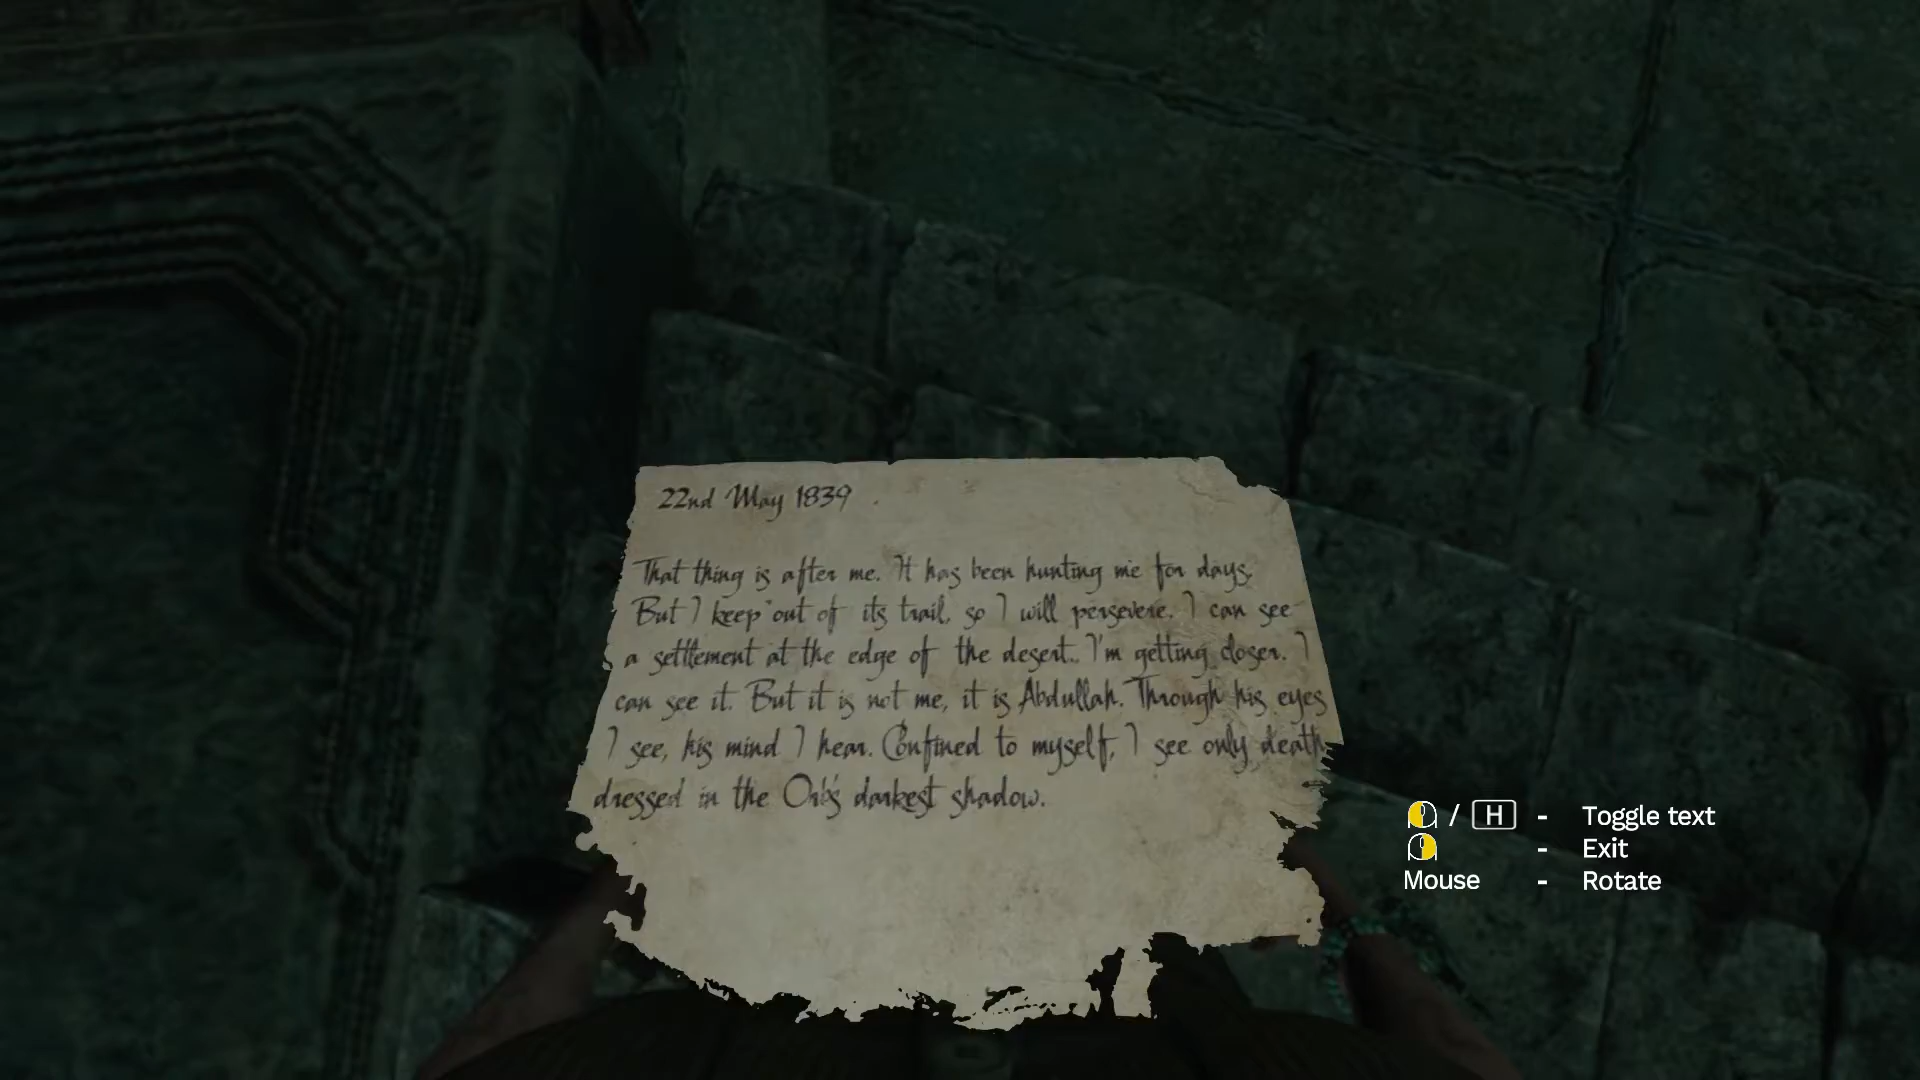 22nd May 1839
That thing is after me. It has been hunting me for days.
But I keep out of its trail, so I will persevere. I can see
a settlement at the edge of the desert. I'm getting closer. I
can see it. But it is not me, it is Abdullah. Through his eyes
I see, his mind I hear. Confined to myself, I see only death
dressed in the Orb's darkest shadow.
/ H - Toggle text
- Exit
Mouse - Rotate